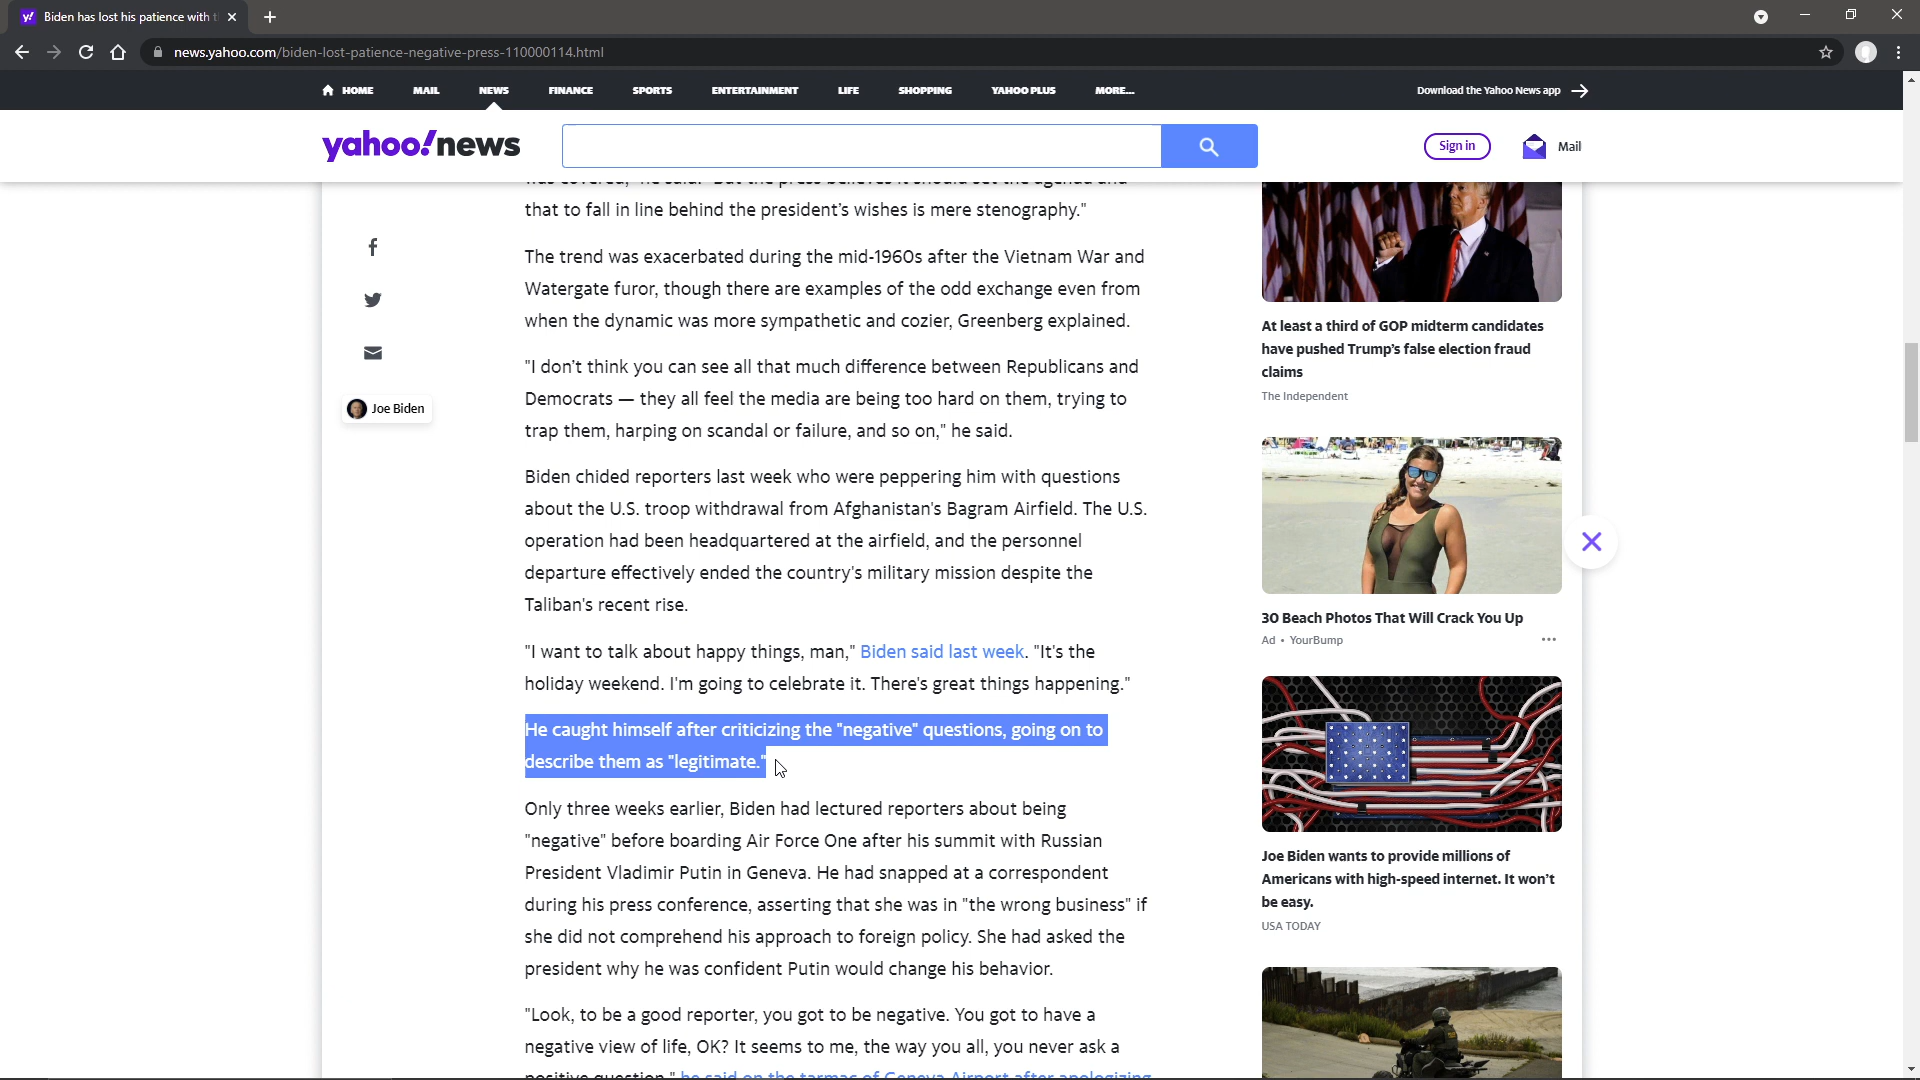 Biden has lost his patience with t
news.yahoo.com/biden-lost-patience-negative-press-110000114.html
HOME MAIL NEWS FINANCE SPORTS ENTERTAINMENT LIFE SHOPPING YAHOO PLUS MORE... Download the Yahoo News app
yahoo!news
Sign in
Mail
that to fall in line behind the president's wishes is mere stenography."
The trend was exacerbated during the mid-1960s after the Vietnam War and
Watergate furor, though there are examples of the odd exchange even from
when the dynamic was more sympathetic and cozier, Greenberg explained.
"I don't think you can see all that much difference between Republicans and
Democrats — they all feel the media are being too hard on them, trying to
trap them, harping on scandal or failure, and so on," he said.
Joe Biden
Biden chided reporters last week who were peppering him with questions
about the U.S. troop withdrawal from Afghanistan's Bagram Airfield. The U.S.
operation had been headquartered at the airfield, and the personnel
departure effectively ended the country's military mission despite the
Taliban's recent rise.
"I want to talk about happy things, man," Biden said last week. "It's the
holiday weekend. I'm going to celebrate it. There's great things happening."
He caught himself after criticizing the "negative" questions, going on to
describe them as "legitimate."
Only three weeks earlier, Biden had lectured reporters about being
"negative" before boarding Air Force One after his summit with Russian
President Vladimir Putin in Geneva. He had snapped at a correspondent
during his press conference, asserting that she was in "the wrong business" if
she did not comprehend his approach to foreign policy. She had asked the
president why he was confident Putin would change his behavior.
"Look, to be a good reporter, you got to be negative. You got to have a
negative view of life, OK? It seems to me, the way you all, you never ask a
positive question," he said on the tarmac of Geneva Airport after apologizing
At least a third of GOP midterm candidates
have pushed Trump's false election fraud
claims
The Independent
30 Beach Photos That Will Crack You Up
Ad • YourBump
Joe Biden wants to provide millions of
Americans with high-speed internet. It won't
be easy.
USA TODAY